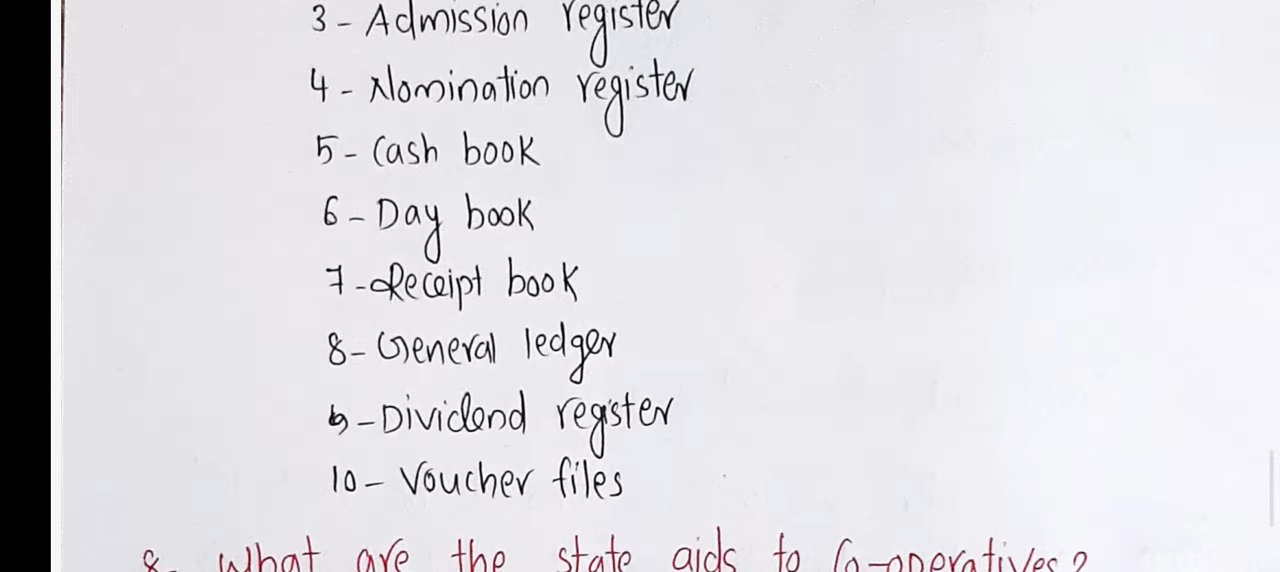 3 - Admission register
4 - Nomination register
5 - Cash book
6 - Day book
7 - Receipt book
8 - General ledger
9 - Dividend register
10 - Voucher files
8. What are the state aids to Co-operatives?